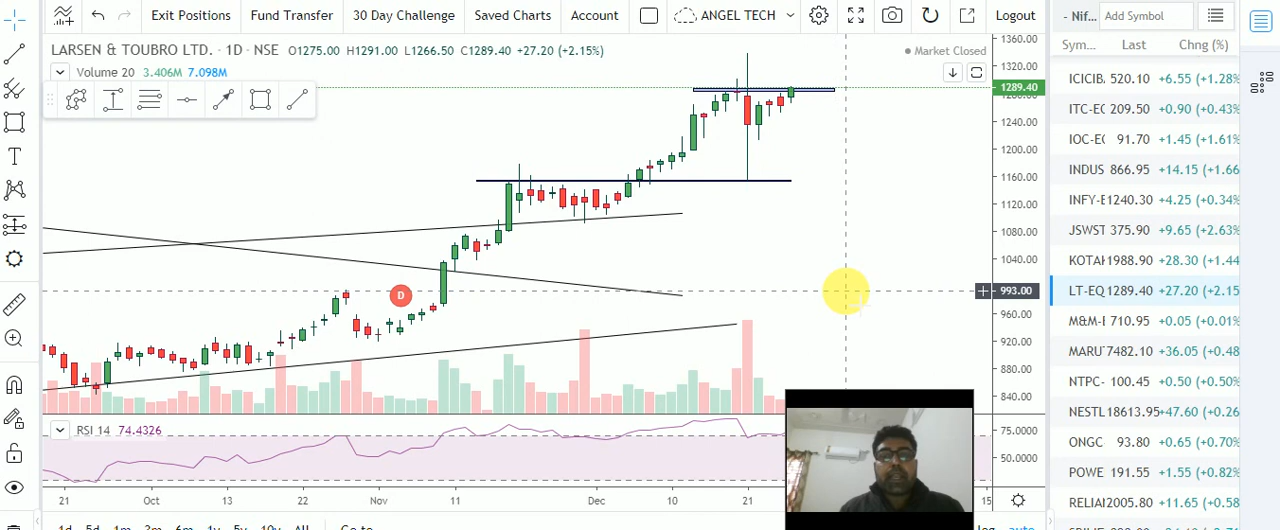 Exit Positions Fund Transfer 30 Day Challenge Saved Charts Account ANGEL TECH Logout - Nif... Add Symbol
LARSEN & TOUBRO LTD. · 1D · NSE O1275.00 H1291.00 L1266.50 C1289.40 +27.20 (+2.15%)
Market Closed
Volume 20 3.406M 7.098M
1360.00
1320.00
1289.40
1240.00
1200.00
1160.00
1120.00
1080.00
1040.00
993.00
960.00
920.00
880.00
840.00
D
RSI 14 74.4326
75.0000
50.0000
21 Oct 13 22 Nov 11 Dec 10 21 15
1d 5d 1m 3m 6m 1y 5y 10y All Go to
log auto
Sym... Last Chng (%)
ICICIB 520.10 +6.55 (+1.28%
ITC-E 209.50 +0.90 (+0.43%
IOC-E 91.70 +1.45 (+1.61%
INDUS 866.95 +14.15 (+1.66
INFY-E 1240.30 +4.25 (+0.34%
JSWST 375.90 +9.65 (+2.63%
KOTA 1988.90 +28.30 (+1.44
LT-EQ 1289.40 +27.20 (+2.15
M&M-E 710.95 +0.05 (+0.01%
MARU 7482.10 +36.05 (+0.48
NTPC- 100.45 +0.50 (+0.50%
NESTL 18613.95 +47.60 (+0.26
ONGC 93.80 +0.65 (+0.70%
POWE 191.55 +1.55 (+0.82%
RELIA 2005.80 +11.65 (+0.58